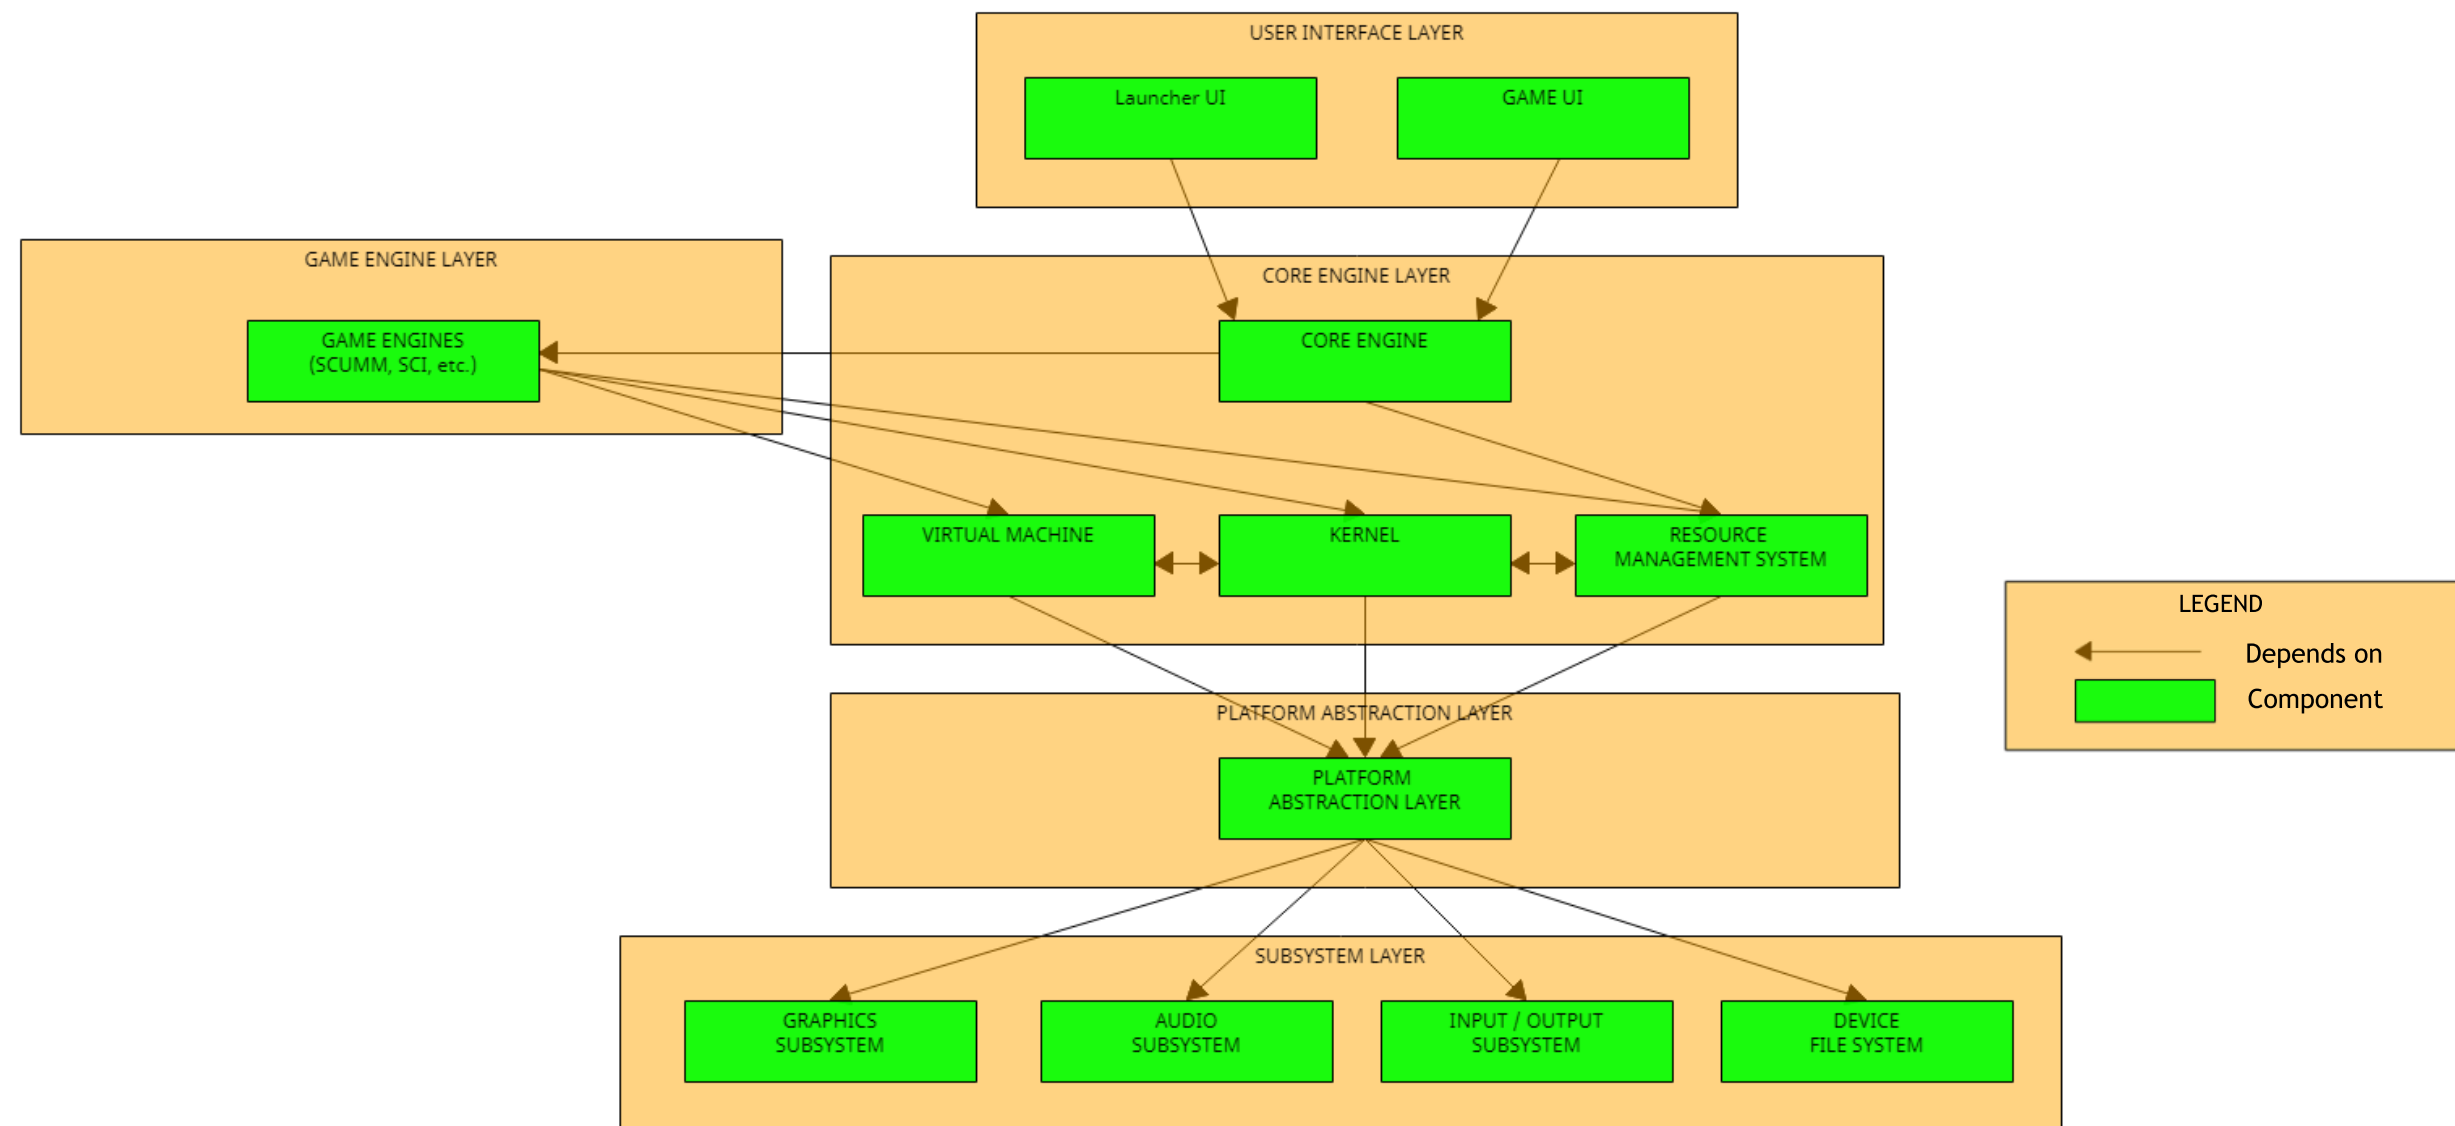 USER INTERFACE LAYER
Launcher UI
GAME UI
GAME ENGINE LAYER
GAME ENGINES
(SCUMM, SCI, etc.)
CORE ENGINE LAYER
CORE ENGINE
VIRTUAL MACHINE
KERNEL
RESOURCE
MANAGEMENT SYSTEM
LEGEND
Depends on
Component
PLATFORM ABSTRACTION LAYER
PLATFORM
ABSTRACTION LAYER
SUBSYSTEM LAYER
GRAPHICS
SUBSYSTEM
AUDIO
SUBSYSTEM
INPUT / OUTPUT
SUBSYSTEM
DEVICE
FILE SYSTEM